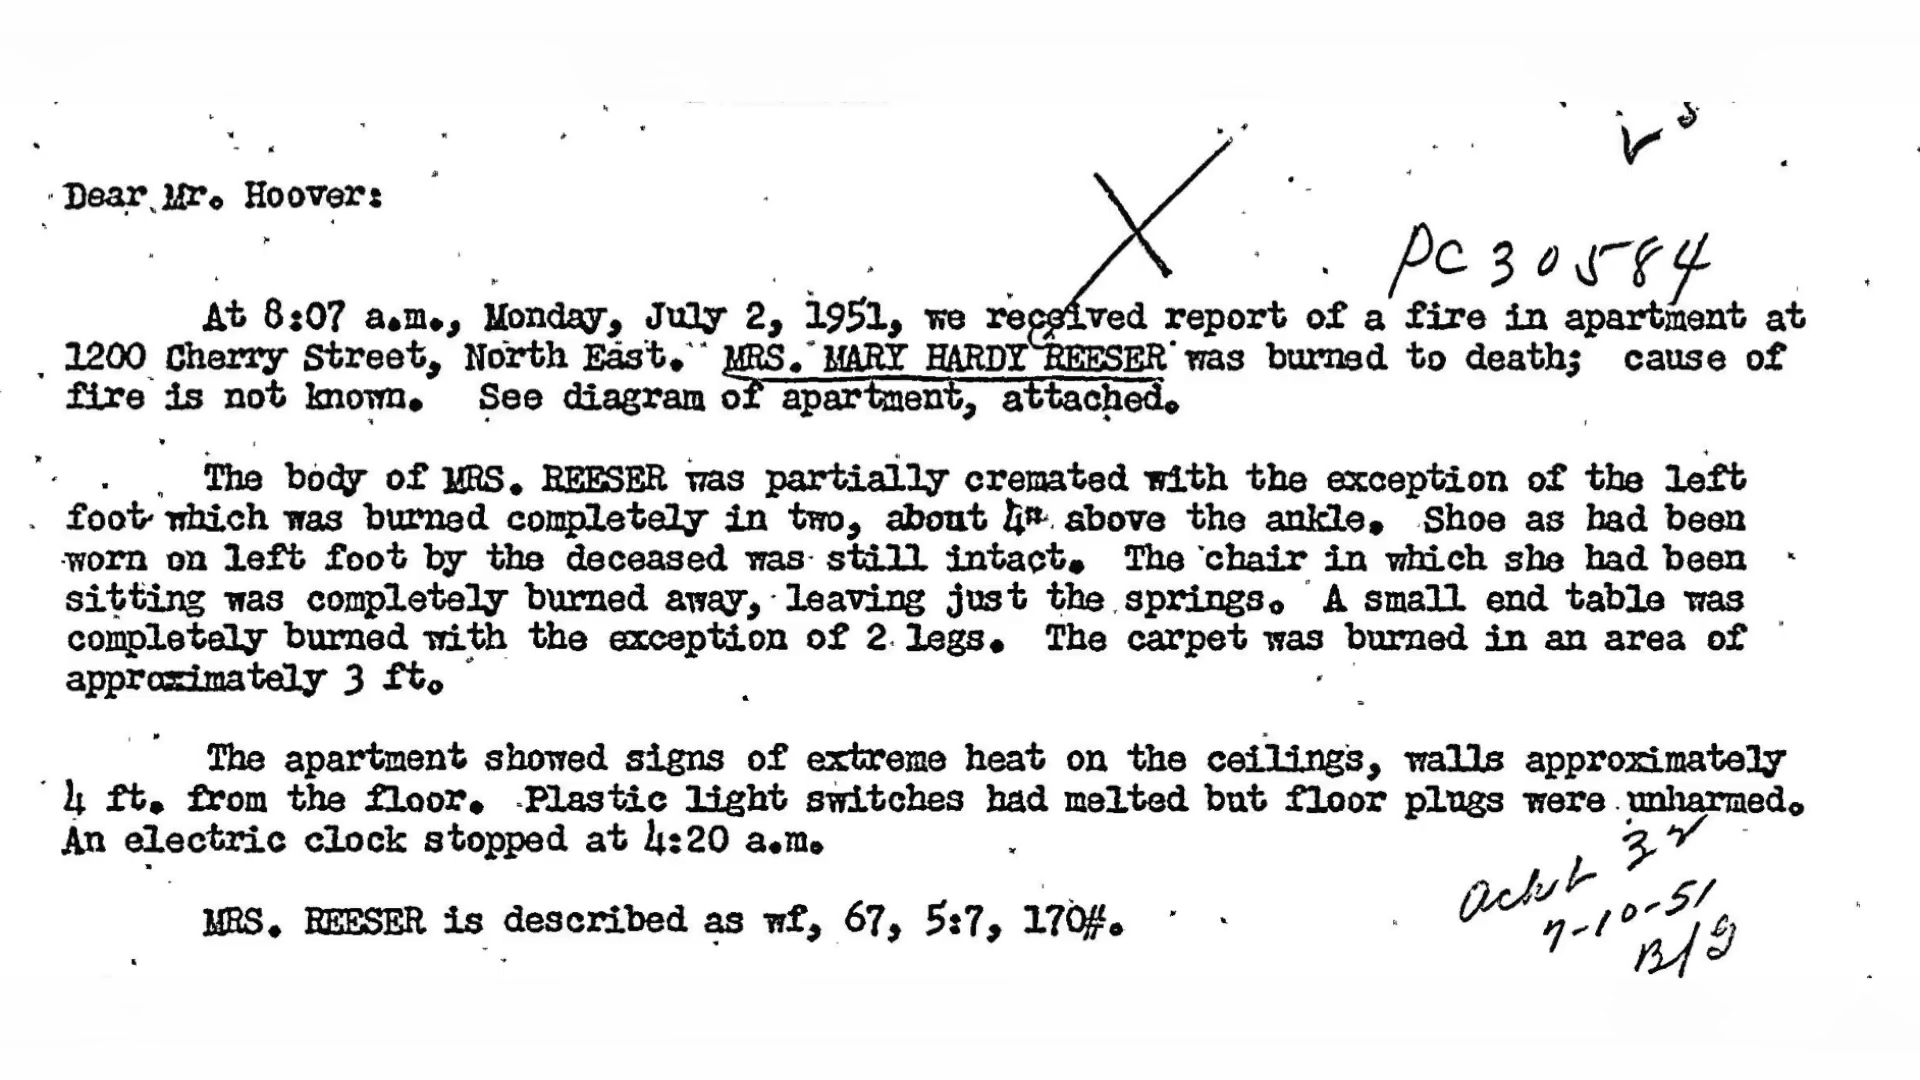 Dear Mr. Hoover:
PC 30584
At 8:07 a.m., Monday, July 2, 1951, we received report of a fire in apartment at
1200 Cherry Street, North East. MRS. MARY HARDY REESER was burned to death; cause of
fire is not known. See diagram of apartment, attached.
The body of MRS. REESER was partially cremated with the exception of the left
foot which was burned completely in two, about 4" above the ankle. Shoe as had been
worn on left foot by the deceased was still intact. The chair in which she had been
sitting was completely burned away, leaving just the springs. A small end table was
completely burned with the exception of 2 legs. The carpet was burned in an area of
approximately 3 ft.
The apartment showed signs of extreme heat on the ceilings, walls approximately
4 ft. from the floor. Plastic light switches had melted but floor plugs were unharmed.
An electric clock stopped at 4:20 a.m.
MRS. REESER is described as wf, 67, 5:7, 170#.
7-10-51